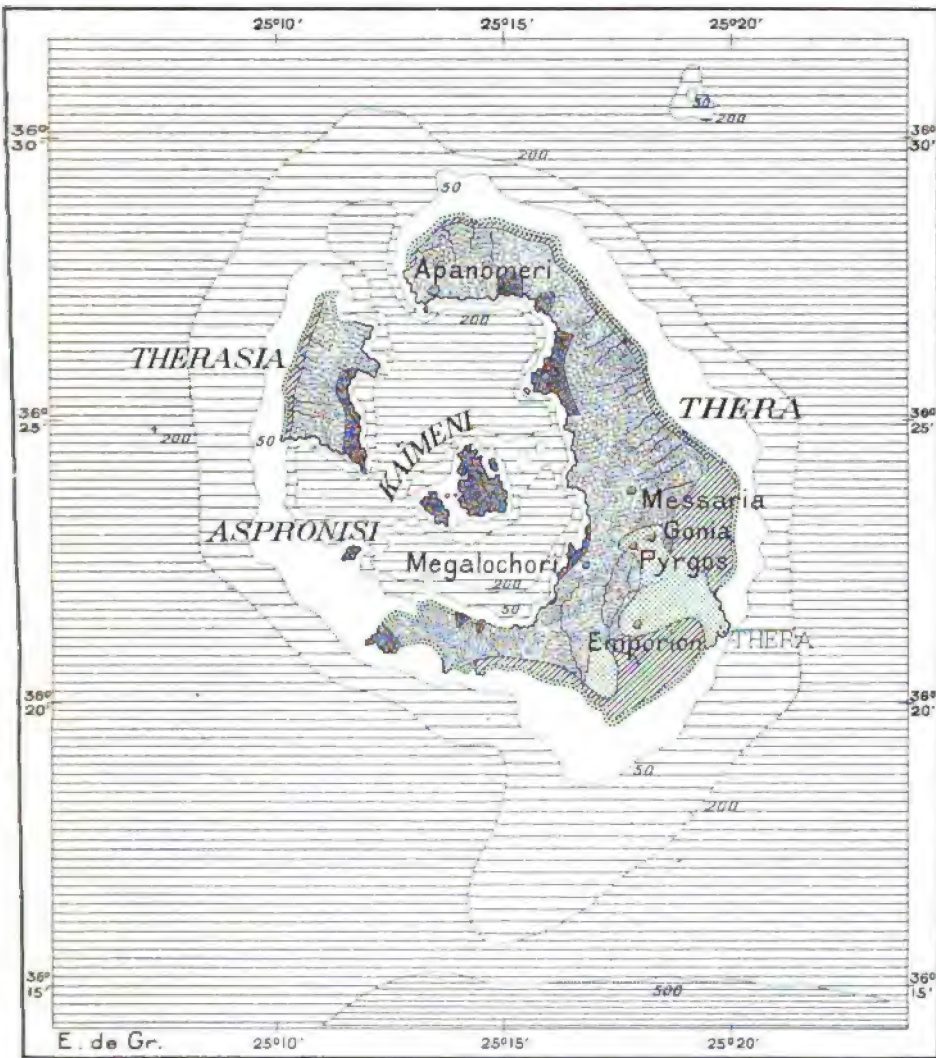 25°10' 25°15' 25°20'
50
200
36° 30'
36° 30'
200
50
Apanomeri
200
THERASIA
THERA
36° 25'
36° 25'
200
50
KAÏMENI
Messaria
ASPRONISI
Gonia
Megalochori
Pyrgos
200
50
Emporion
THERA
36° 20'
36° 20'
50
200
36° 15'
36° 15'
500
E. de Gr.
25°10' 25°15' 25°20'